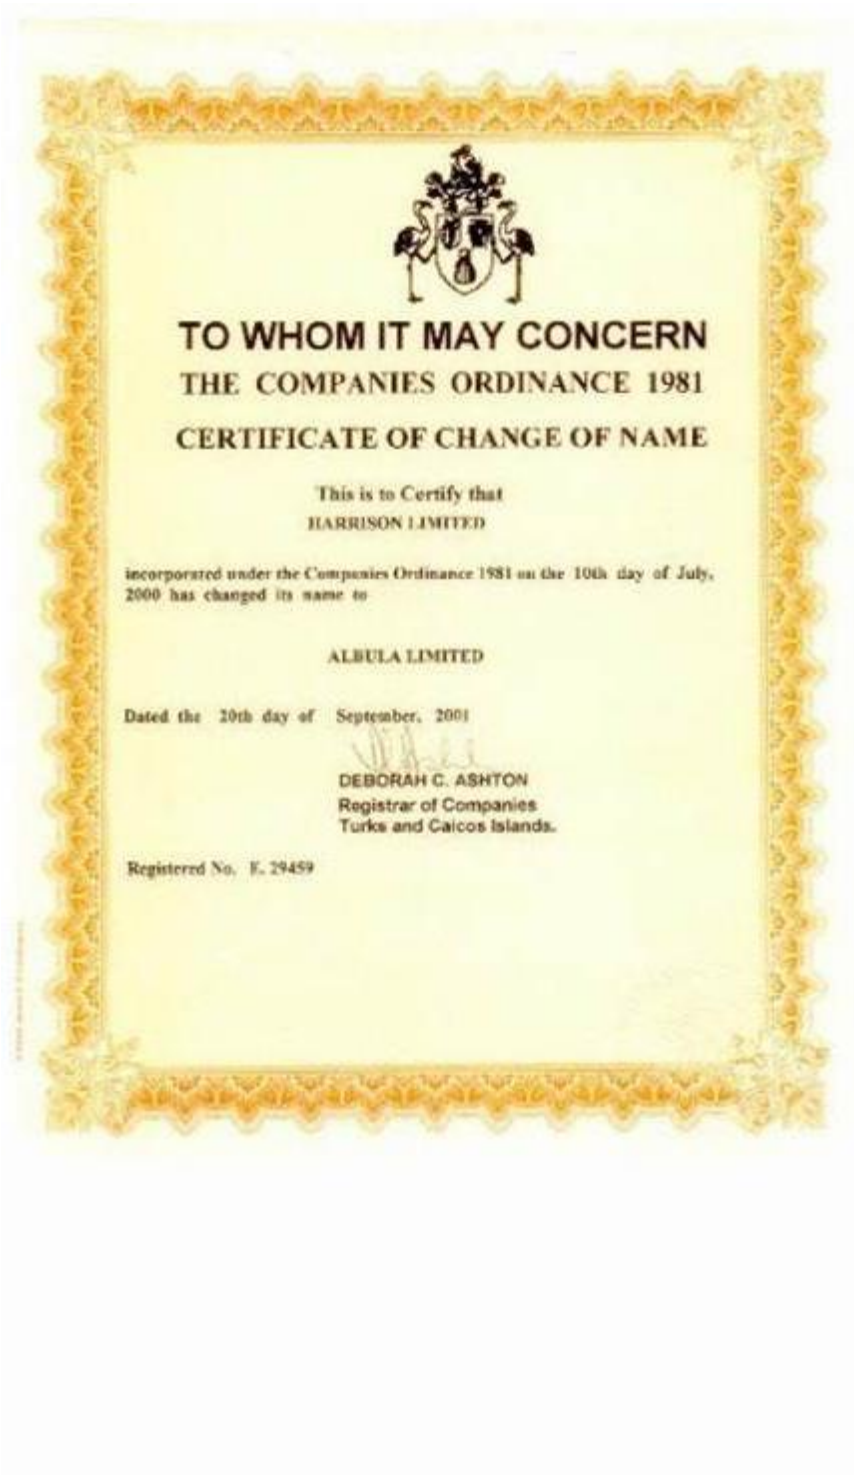 TO WHOM IT MAY CONCERN
THE COMPANIES ORDINANCE 1981
CERTIFICATE OF CHANGE OF NAME
This is to Certify that
HARRISON LIMITED
incorporated under the Companies Ordinance 1981 on the 10th day of July,
2000 has changed its name to
ALBULA LIMITED
Dated the 20th day of September, 2001
DEBORAH C. ASHTON
Registrar of Companies
Turks and Caicos Islands.
Registered No. E. 29459